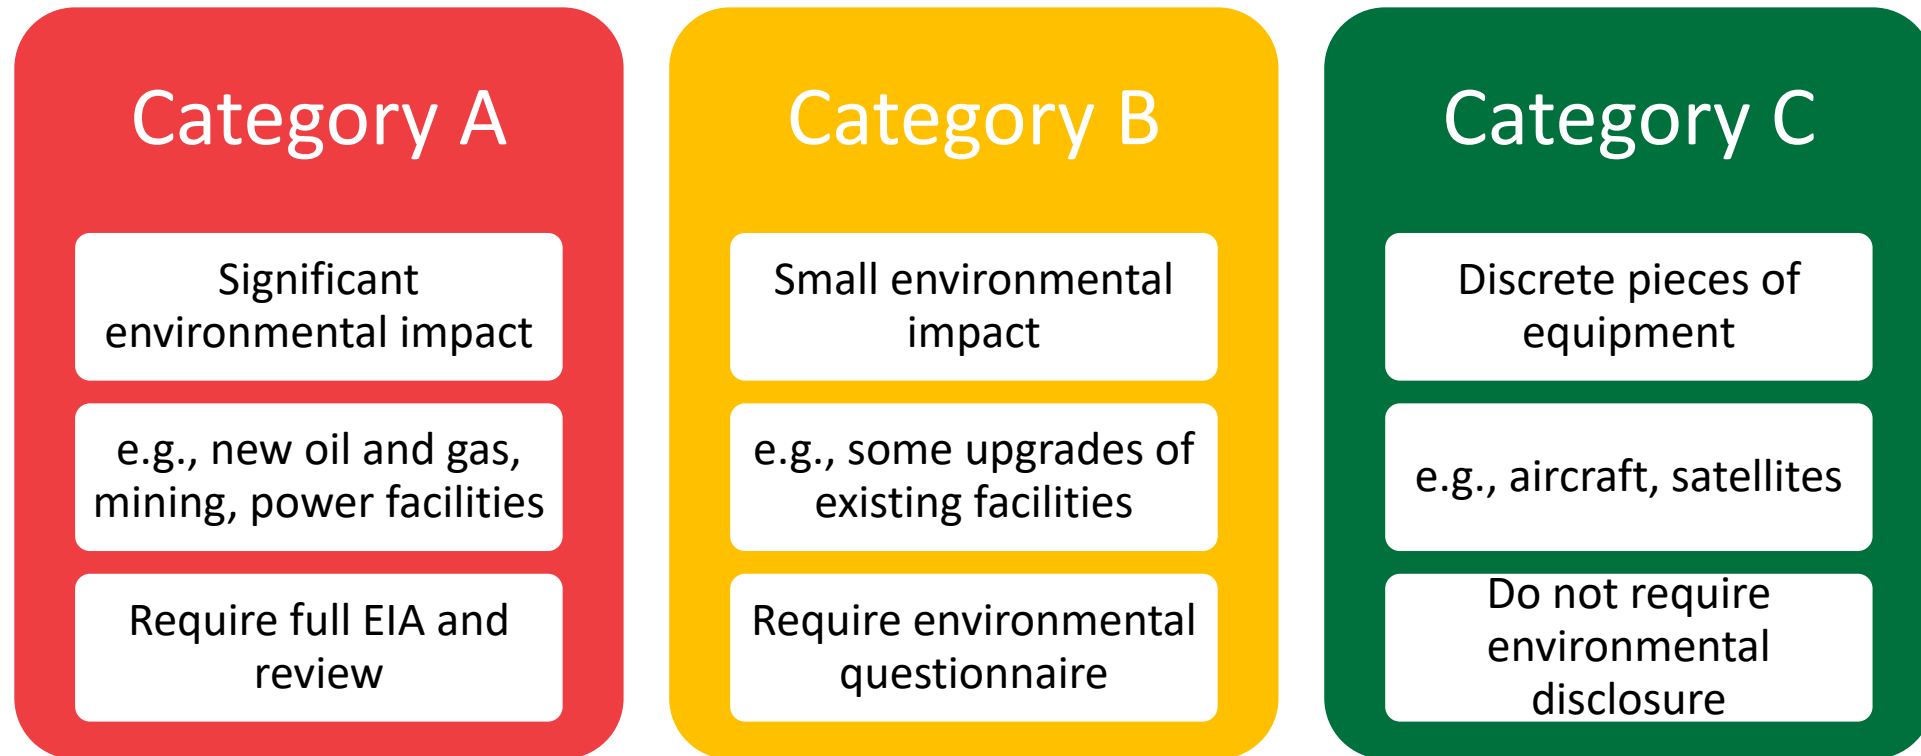 Category A
Significant
environmental impact
e.g., new oil and gas,
mining, power facilities
Require full EIA and
review
Category B
Small environmental
impact
e.g., some upgrades of
existing facilities
Require environmental
questionnaire
Category C
Discrete pieces of
equipment
e.g., aircraft, satellites
Do not require
environmental
disclosure